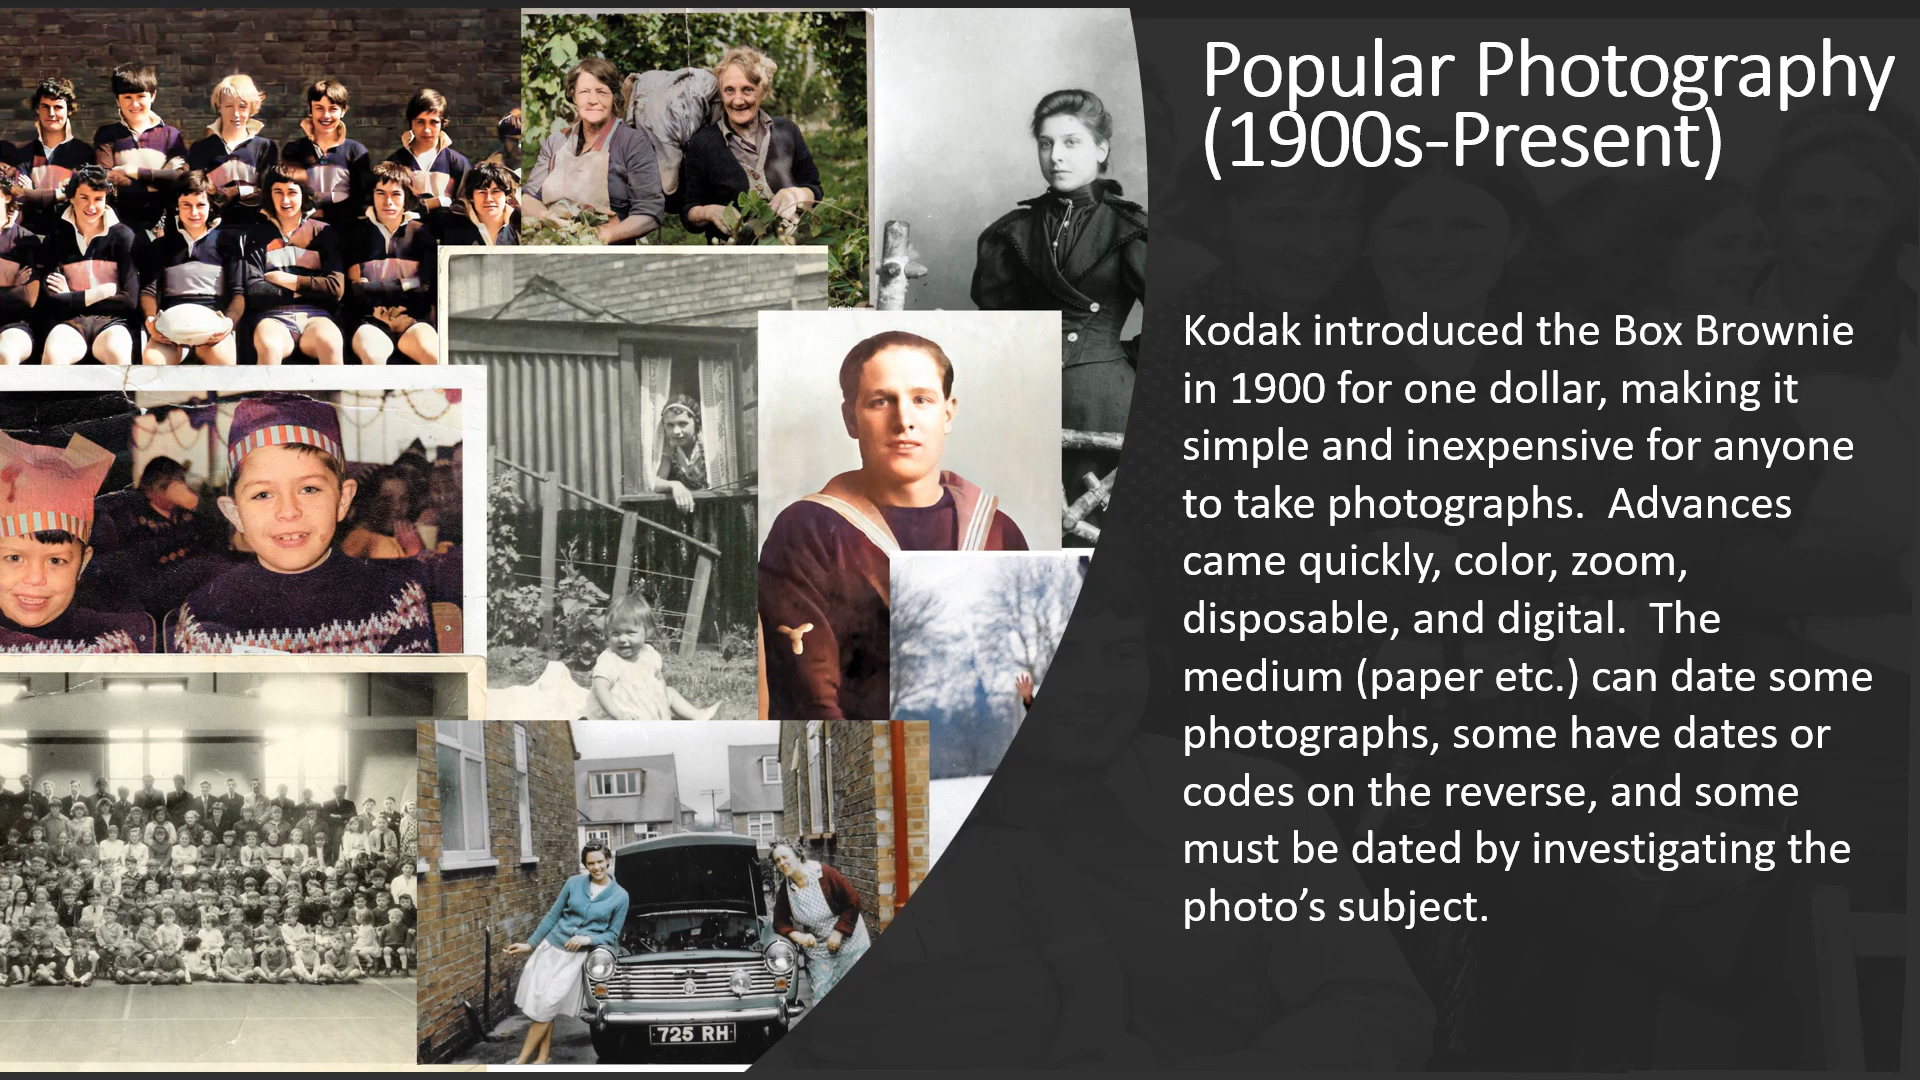 Popular Photography
(1900s-Present)
Kodak introduced the Box Brownie
in 1900 for one dollar, making it
simple and inexpensive for anyone
to take photographs.  Advances
came quickly, color, zoom,
disposable, and digital.  The
medium (paper etc.) can date some
photographs, some have dates or
codes on the reverse, and some
must be dated by investigating the
photo’s subject.
725 RH